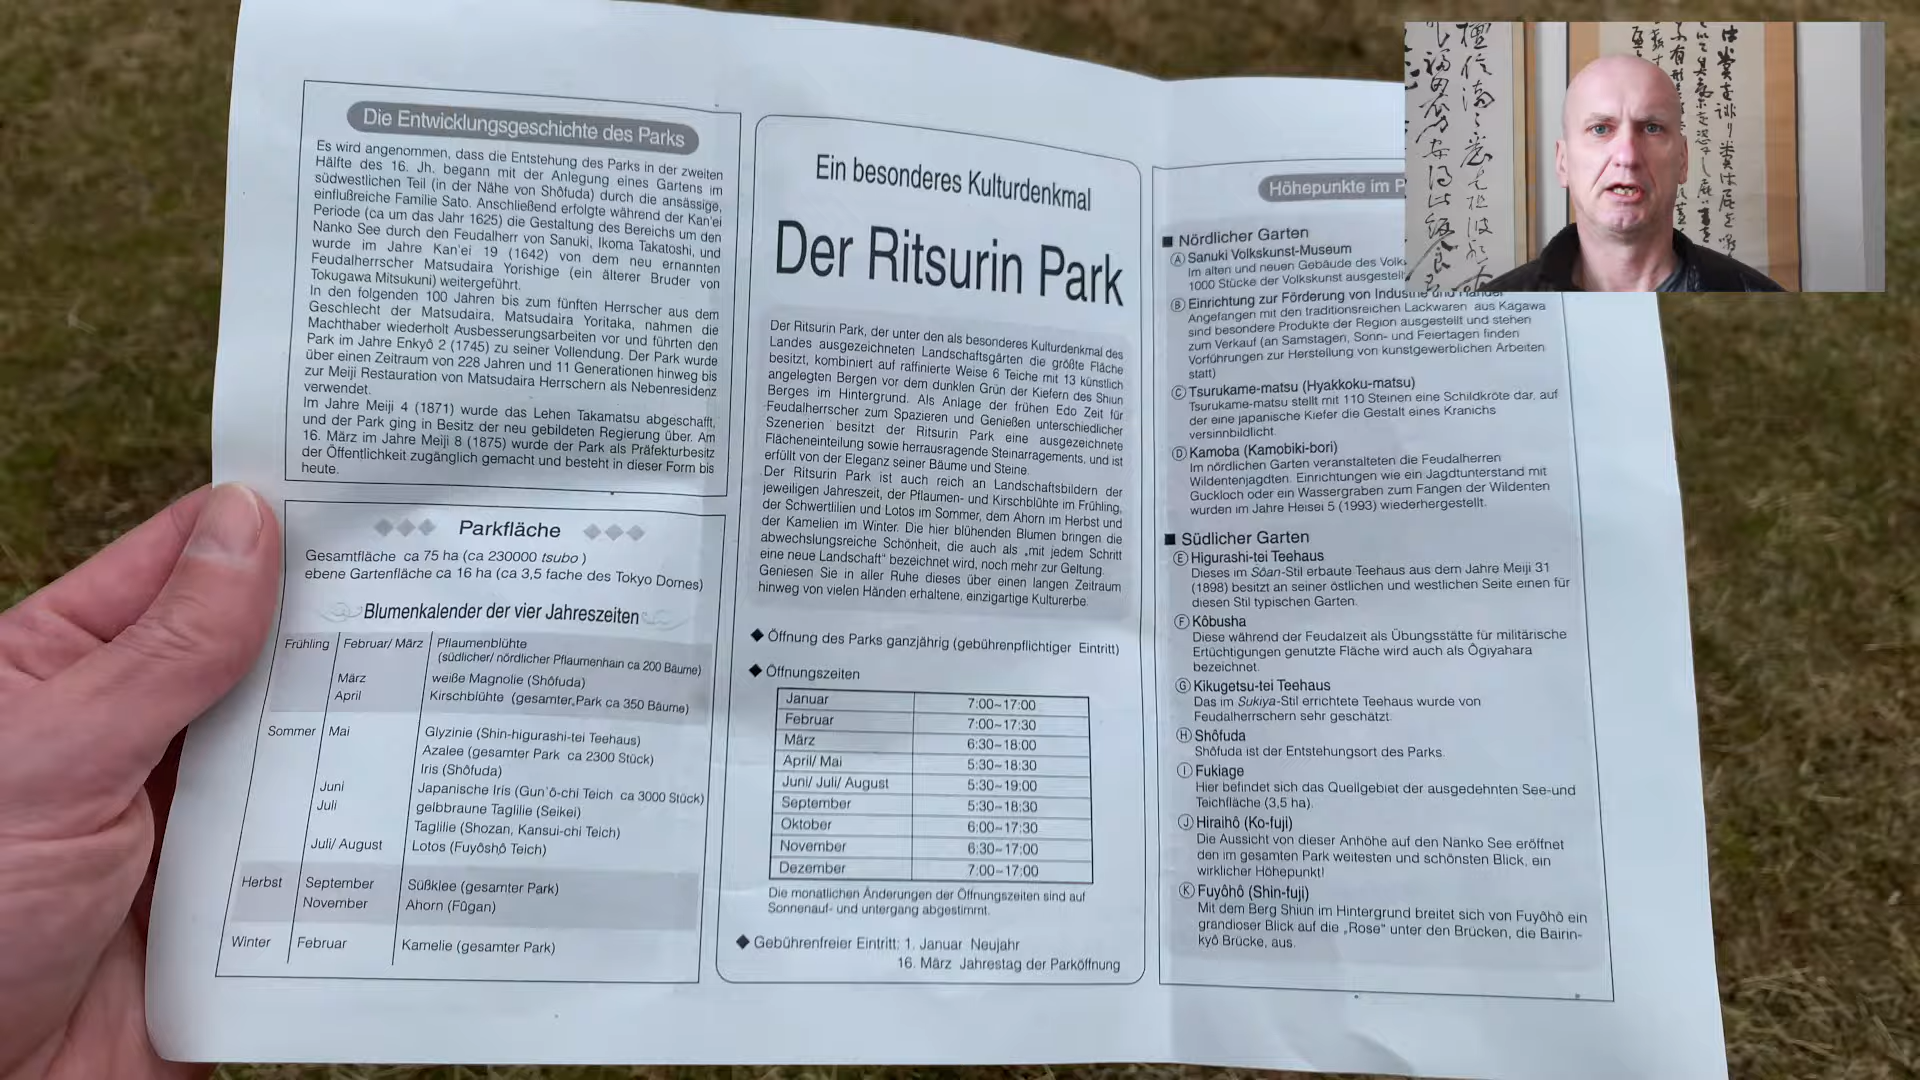 Die Entwicklungsgeschichte des Parks
Es wird angenommen, dass die Entstehung des Parks in der zweiten
Hälfte des 16. Jh. begann mit der Anlegung eines Gartens im
südwestlichen Teil (in der Nähe von Shôfuda) durch die ansässige,
einflußreiche Familie Sato. Anschließend erfolgte während der Kan'ei
Periode (ca um das Jahr 1625) die Gestaltung des Bereichs um den
Nanko See durch den Feudalherr von Sanuki, Ikoma Takatoshi, und
wurde im Jahre Kan'ei 19 (1642) von dem neu ernannten
Feudalherrscher Matsudaira Yorishige (ein älterer Bruder von
Tokugawa Mitsukuni) weitergeführt.
In den folgenden 100 Jahren bis zum fünften Herrscher aus dem
Geschlecht der Matsudaira, Matsudaira Yoritaka, nahmen die
Machthaber wiederholt Ausbesserungsarbeiten vor und führten den
Park im Jahre Enkyô 2 (1745) zu seiner Vollendung. Der Park wurde
über einen Zeitraum von 228 Jahren und 11 Generationen hinweg bis
zur Meiji Restauration von Matsudaira Herrschern als Nebenresidenz
verwendet.
Im Jahre Meiji 4 (1871) wurde das Lehen Takamatsu abgeschafft,
und der Park ging in Besitz der neu gebildeten Regierung über. Am
16. März im Jahre Meiji 8 (1875) wurde der Park als Präfekturbesitz
der Öffentlichkeit zugänglich gemacht und besteht in dieser Form bis
heute.
Parkfläche
Gesamtfläche ca 75 ha (ca 230000 tsubo )
ebene Gartenfläche ca 16 ha (ca 3,5 fache des Tokyo Domes)
Blumenkalender der vier Jahreszeiten
Frühling Februar/ März Pflaumenblühte
(südlicher/ nördlicher Pflaumenhain ca 200 Bäume)
März weiße Magnolie (Shôfuda)
April Kirschblühte (gesamter Park ca 350 Bäume)
Sommer Mai Glyzinie (Shin-higurashi-tei Teehaus)
Azalee (gesamter Park ca 2300 Stück)
Iris (Shôfuda)
Juni Japanische Iris (Gun'ô-chi Teich ca 3000 Stück)
Juli gelbbraune Taglilie (Seikei)
Taglilie (Shozan, Kansui-chi Teich)
Juli/ August Lotos (Fuyôshô Teich)
Herbst September Süßklee (gesamter Park)
November Ahorn (Fûgan)
Winter Februar Kamelie (gesamter Park)
Ein besonderes Kulturdenkmal
Der Ritsurin Park
Der Ritsurin Park, der unter den als besonderes Kulturdenkmal des
Landes ausgezeichneten Landschaftsgärten die größte Fläche
besitzt, kombiniert auf raffinierte Weise 6 Teiche mit 13 künstlich
angelegten Bergen vor dem dunklen Grün der Kiefern des Shiun
Berges im Hintergrund. Als Anlage der frühen Edo Zeit für
Feudalherrscher zum Spazieren und Genießen unterschiedlicher
Szenerien besitzt der Ritsurin Park eine ausgezeichnete
Flächeneinteilung sowie herrausragende Steinarragements, und ist
erfüllt von der Eleganz seiner Bäume und Steine.
Der Ritsurin Park ist auch reich an Landschaftsbildern der
jeweiligen Jahreszeit, der Pflaumen- und Kirschblühte im Frühling,
der Schwertlilien und Lotos im Sommer, dem Ahorn im Herbst und
der Kamelien im Winter. Die hier blühenden Blumen bringen die
abwechslungsreiche Schönheit, die auch als „mit jedem Schritt
eine neue Landschaft“ bezeichnet wird, noch mehr zur Geltung.
Geniesen Sie in aller Ruhe dieses über einen langen Zeitraum
hinweg von vielen Händen erhaltene, einzigartige Kulturerbe.
◆ Öffnung des Parks ganzjährig (gebührenpflichtiger Eintritt)
◆ Öffnungszeiten
Januar 7:00~17:00
Februar 7:00~17:30
März 6:30~18:00
April/ Mai 5:30~18:30
Juni/ Juli/ August 5:30~19:00
September 5:30~18:30
Oktober 6:00~17:30
November 6:30~17:00
Dezember 7:00~17:00
Die monatlichen Änderungen der Öffnungszeiten sind auf
Sonnenauf- und untergang abgestimmt.
◆ Gebührenfreier Eintritt: 1. Januar Neujahr
16. März Jahrestag der Parköffnung
Höhepunkte im
■ Nördlicher Garten
Ⓐ Sanuki Volkskunst-Museum
Im alten und neuen Gebäude des
1000 Stücke der Volkskunst
Ⓑ Einrichtung zur Förderung von Industrie und Handel
Angefangen mit den traditionsreichen Lackwaren aus Kagawa
sind besondere Produkte der Region ausgestellt und stehen
zum Verkauf (an Samstagen, Sonn- und Feiertagen finden
Vorführungen zur Herstellung von kunstgewerblichen Arbeiten
statt)
Ⓒ Tsurukame-matsu (Hyakkoku-matsu)
Tsurukame-matsu stellt mit 110 Steinen eine Schildkröte dar, auf
der eine japanische Kiefer die Gestalt eines Kranichs
versinnbildlicht.
Ⓓ Kamoba (Kamobiki-bori)
Im nördlichen Garten veranstalteten die Feudalherren
Wildentenjagdten. Einrichtungen wie ein Jagdtunterstand mit
Guckloch oder ein Wassergraben zum Fangen der Wildenten
wurden im Jahre Heisei 5 (1993) wiederhergestellt.
■ Südlicher Garten
Ⓔ Higurashi-tei Teehaus
Dieses im Sôan-Stil erbaute Teehaus aus dem Jahre Meiji 31
(1898) besitzt an seiner östlichen und westlichen Seite einen für
diesen Stil typischen Garten.
Ⓕ Kôbusha
Diese während der Feudalzeit als Übungsstätte für militärische
Ertüchtigungen genutzte Fläche wird auch als Ôgiyahara
bezeichnet.
Ⓖ Kikugetsu-tei Teehaus
Das im Sukiya-Stil errichtete Teehaus wurde von
Feudalherrschern sehr geschätzt.
Ⓗ Shôfuda
Shôfuda ist der Entstehungsort des Parks.
Ⓘ Fukiage
Hier befindet sich das Quellgebiet der ausgedehnten See-und
Teichfläche (3,5 ha).
Ⓙ Hiraihô (Ko-fuji)
Die Aussicht von dieser Anhöhe auf den Nanko See eröffnet
den im gesamten Park weitesten und schönsten Blick, ein
wirklicher Höhepunkt!
Ⓚ Fuyôhô (Shin-fuji)
Mit dem Berg Shiun im Hintergrund breitet sich von Fuyôhô ein
grandioser Blick auf die „Rose“ unter den Brücken, die Bairin-
kyô Brücke, aus.